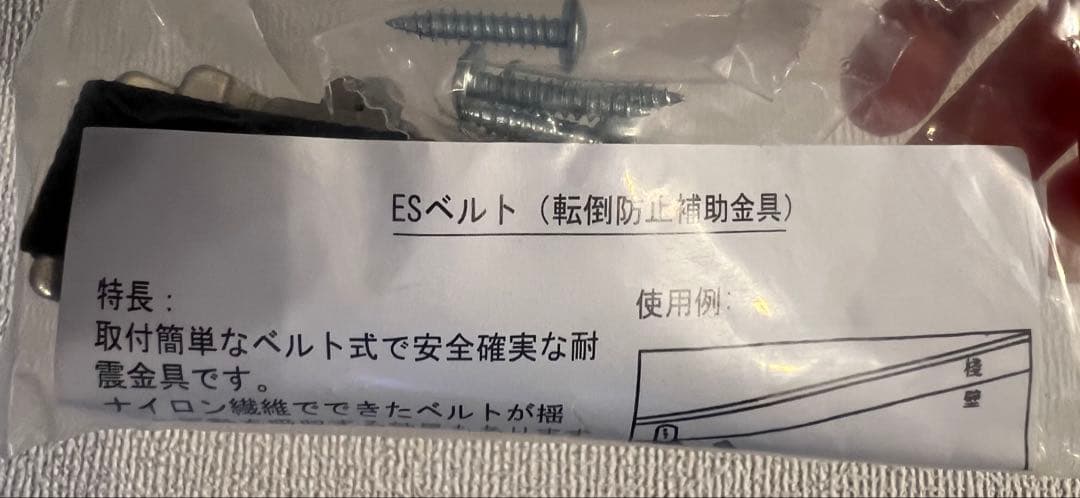 ESベルト（転倒防止補助金具）
特長：
取付簡単なベルト式で安全確実な耐
震金具です。
ナイロン繊維でできたベルトが揺
使用例:
桟
壁